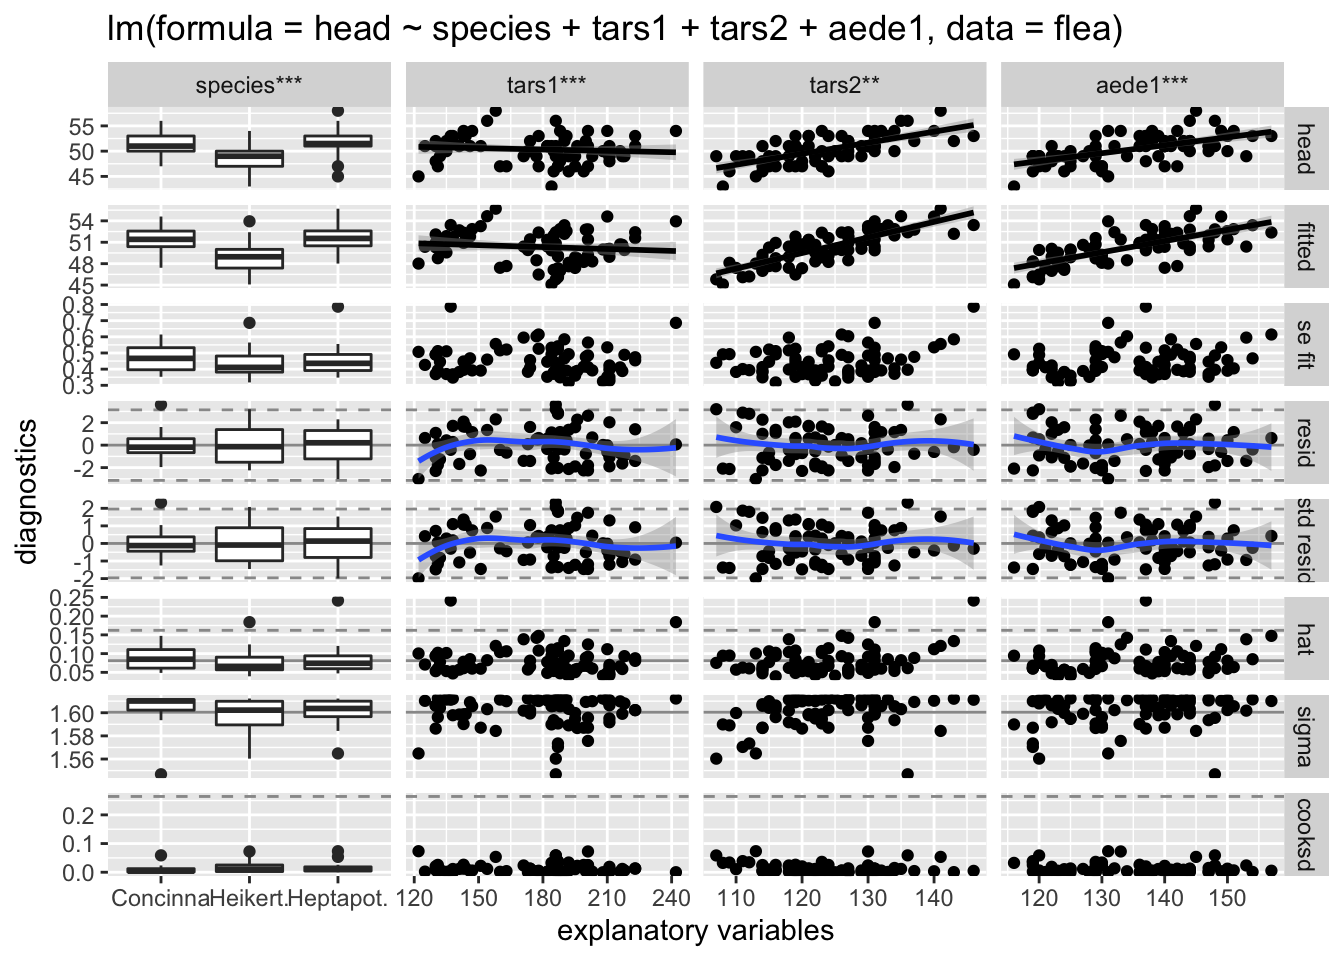 lm(formula = head ~ species + tars1 + tars2 + aede1, data = flea)
species*** tars1*** tars2** aede1***
55
50
45
head
54
51
48
45
fitted
0.8
0.7
0.6
0.5
0.4
0.3
se fit
2
0
-2
resid
2
1
0
-1
-2
std resid
0.25
0.20
0.15
0.10
0.05
hat
1.60
1.58
1.56
sigma
0.2
0.1
0.0
cooksd
diagnostics
Concinna Heikert. Heptapot. 120 150 180 210 240 110 120 130 140 120 130 140 150
explanatory variables